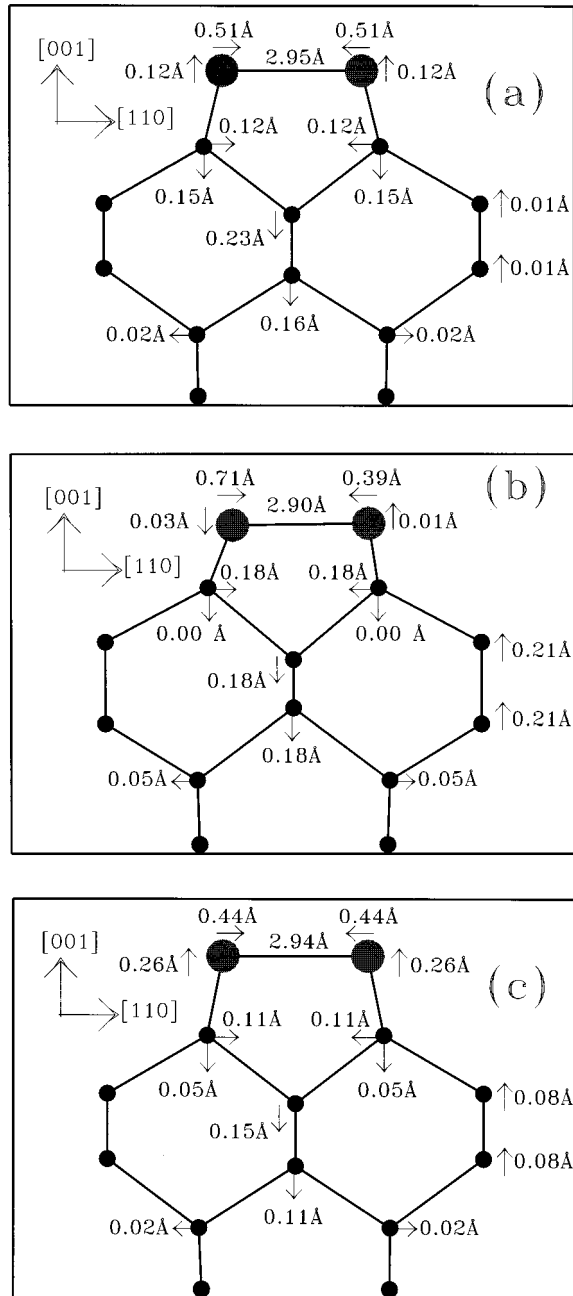 0.51Å 0.51Å
[001] 0.12Å 2.95Å 0.12Å
(a)
[110] 0.12Å 0.12Å
0.15Å 0.15Å 0.01Å
0.23Å
0.01Å
0.16Å
0.02Å 0.02Å
0.71Å 0.39Å
(b)
[001] 0.03Å 2.90Å 0.01Å
[110] 0.18Å 0.18Å
0.00 Å 0.00 Å
0.21Å
0.18Å
0.21Å
0.18Å
0.05Å 0.05Å
0.44Å 0.44Å
[001] 2.94Å
0.26Å 0.26Å
(c)
[110] 0.11Å 0.11Å
0.05Å 0.05Å
0.08Å
0.15Å
0.08Å
0.11Å
0.02Å 0.02Å